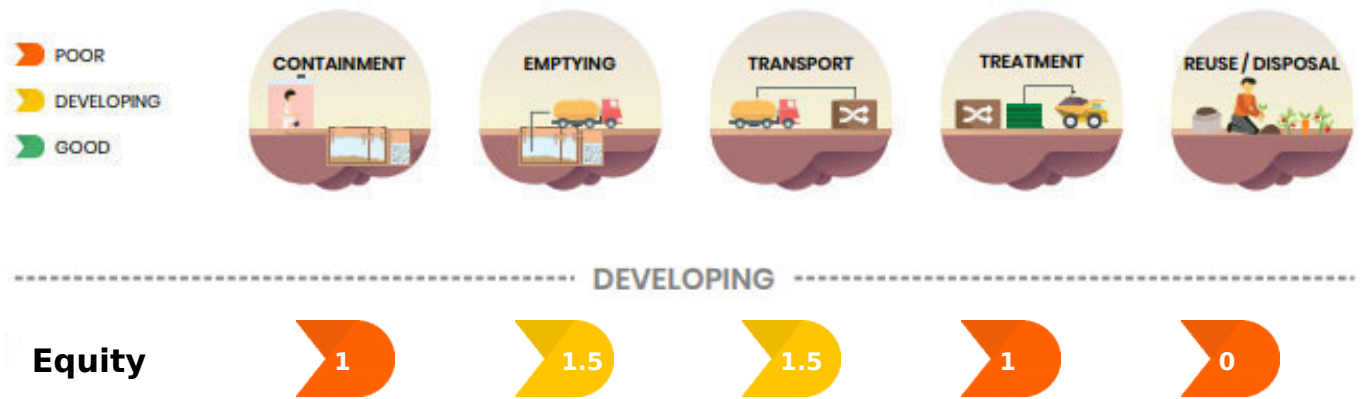 POOR
DEVELOPING
GOOD
CONTAINMENT
EMPTYING
TRANSPORT
TREATMENT
REUSE / DISPOSAL
DEVELOPING
Equity 1 1.5 1.5 1 0